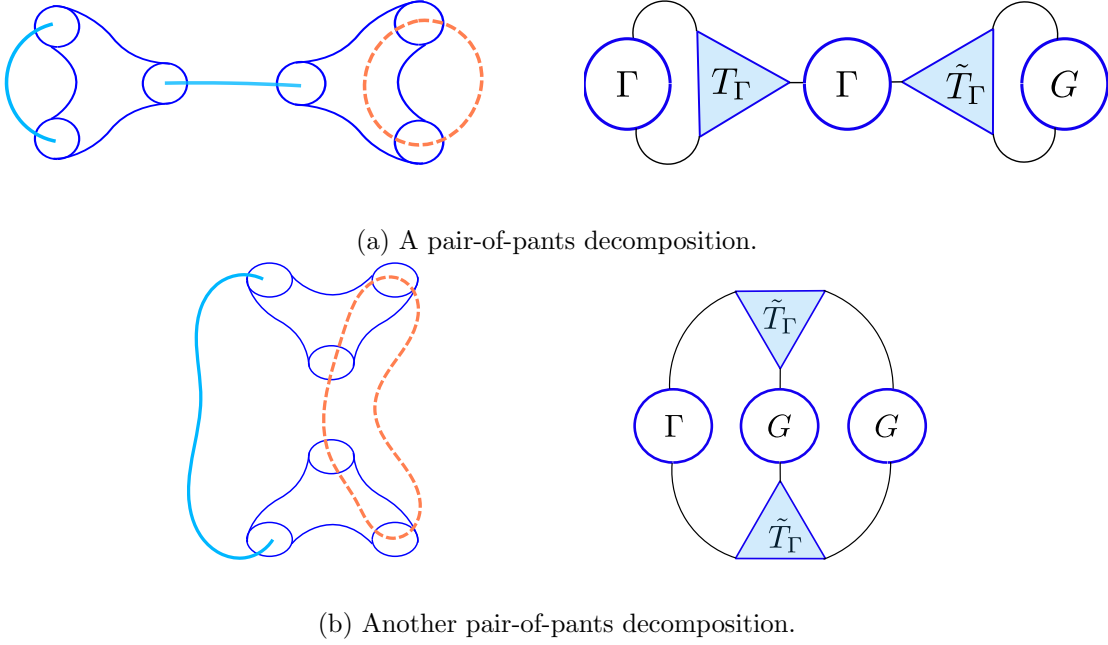 Γ T_Γ Γ T̃_Γ G
(a) A pair-of-pants decomposition.
T̃_Γ
Γ G G
T̃_Γ
(b) Another pair-of-pants decomposition.